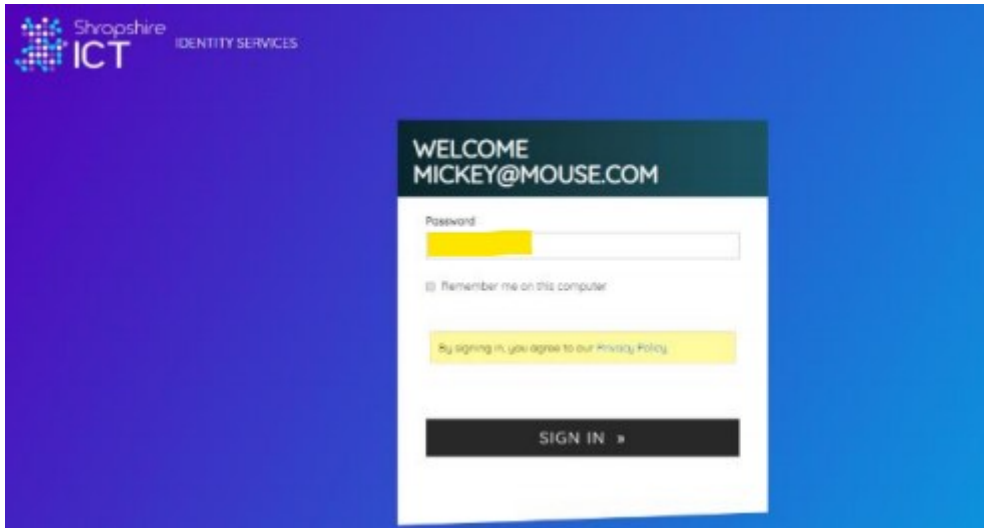 Shropshire
ICT
IDENTITY SERVICES
WELCOME
MICKEY@MOUSE.COM
Password
Remember me on this computer
By signing in, you agree to our Privacy Policy
SIGN IN »